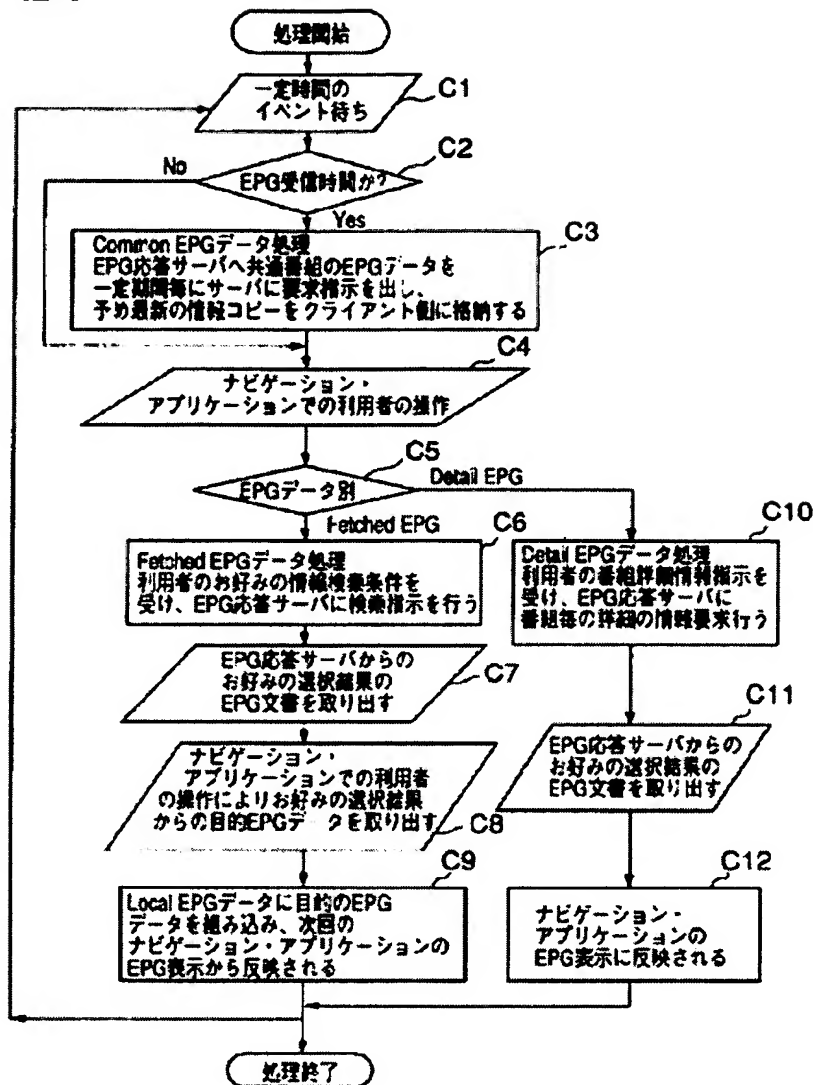 処理開始
一定時間の
イベント待ち
C1
C2
No
EPG受信時間か?
Yes
C3
Common EPGデータ処理
EPG応答サーバへ共通番組のEPGデータを
一定期間毎にサーバに要求指示を出し、
予め最新の情報コピーをクライアント側に格納する
C4
ナビゲーション・
アプリケーションでの利用者の操作
C5
EPGデータ別
Detail EPG
Fetched EPG
C6
Fetched EPGデータ処理
利用者のお好みの情報検索条件を
受け、EPG応答サーバに検索指示を行う
C10
Detail EPGデータ処理
利用者の番組詳細情報指示を
受け、EPG応答サーバに
番組毎の詳細の情報要求行う
EPG応答サーバからの
お好みの選択結果の
EPG文書を取り出す
C7
C11
EPG応答サーバからの
お好みの選択結果の
EPG文書を取り出す
ナビゲーション・
アプリケーションでの利用者
の操作によりお好みの選択結果
からの目的EPGデータを取り出す
C8
C9
Local EPGデータに目的のEPG
データを組み込み、次回の
ナビゲーション・アプリケーションの
EPG表示から反映される
C12
ナビゲーション・
アプリケーションの
EPG表示に反映される
処理終了